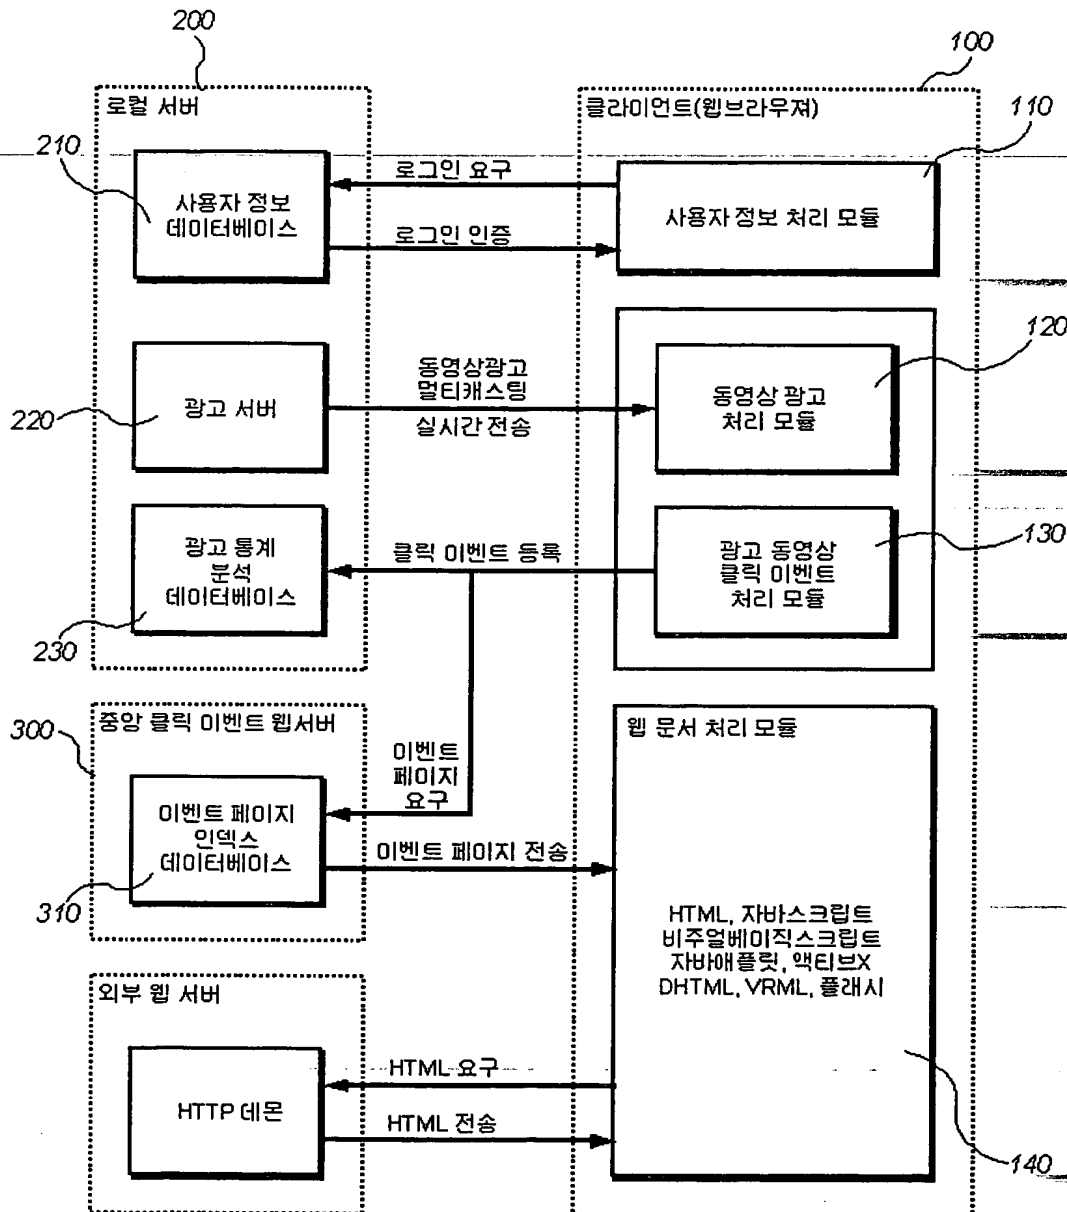 200
100
로컬 서버
클라이언트(웹브라우져)
210
110
사용자 정보
데이터베이스
로그인 요구
로그인 인증
사용자 정보 처리 모듈
220
광고 서버
동영상광고
멀티캐스팅
실시간 전송
120
동영상 광고
처리 모듈
230
광고 통계
분석
데이터베이스
클릭 이벤트 등록
130
광고 동영상
클릭 이벤트
처리 모듈
300
중앙 클릭 이벤트 웹서버
이벤트
페이지
요구
웹 문서 처리 모듈
이벤트 페이지
인덱스
데이터베이스
310
이벤트 페이지 전송
HTML, 자바스크립트
비주얼베이직스크립트
자바애플릿, 액티브X
DHTML, VRML, 플래시
외부 웹 서버
HTTP 데몬
HTML 요구
HTML 전송
140